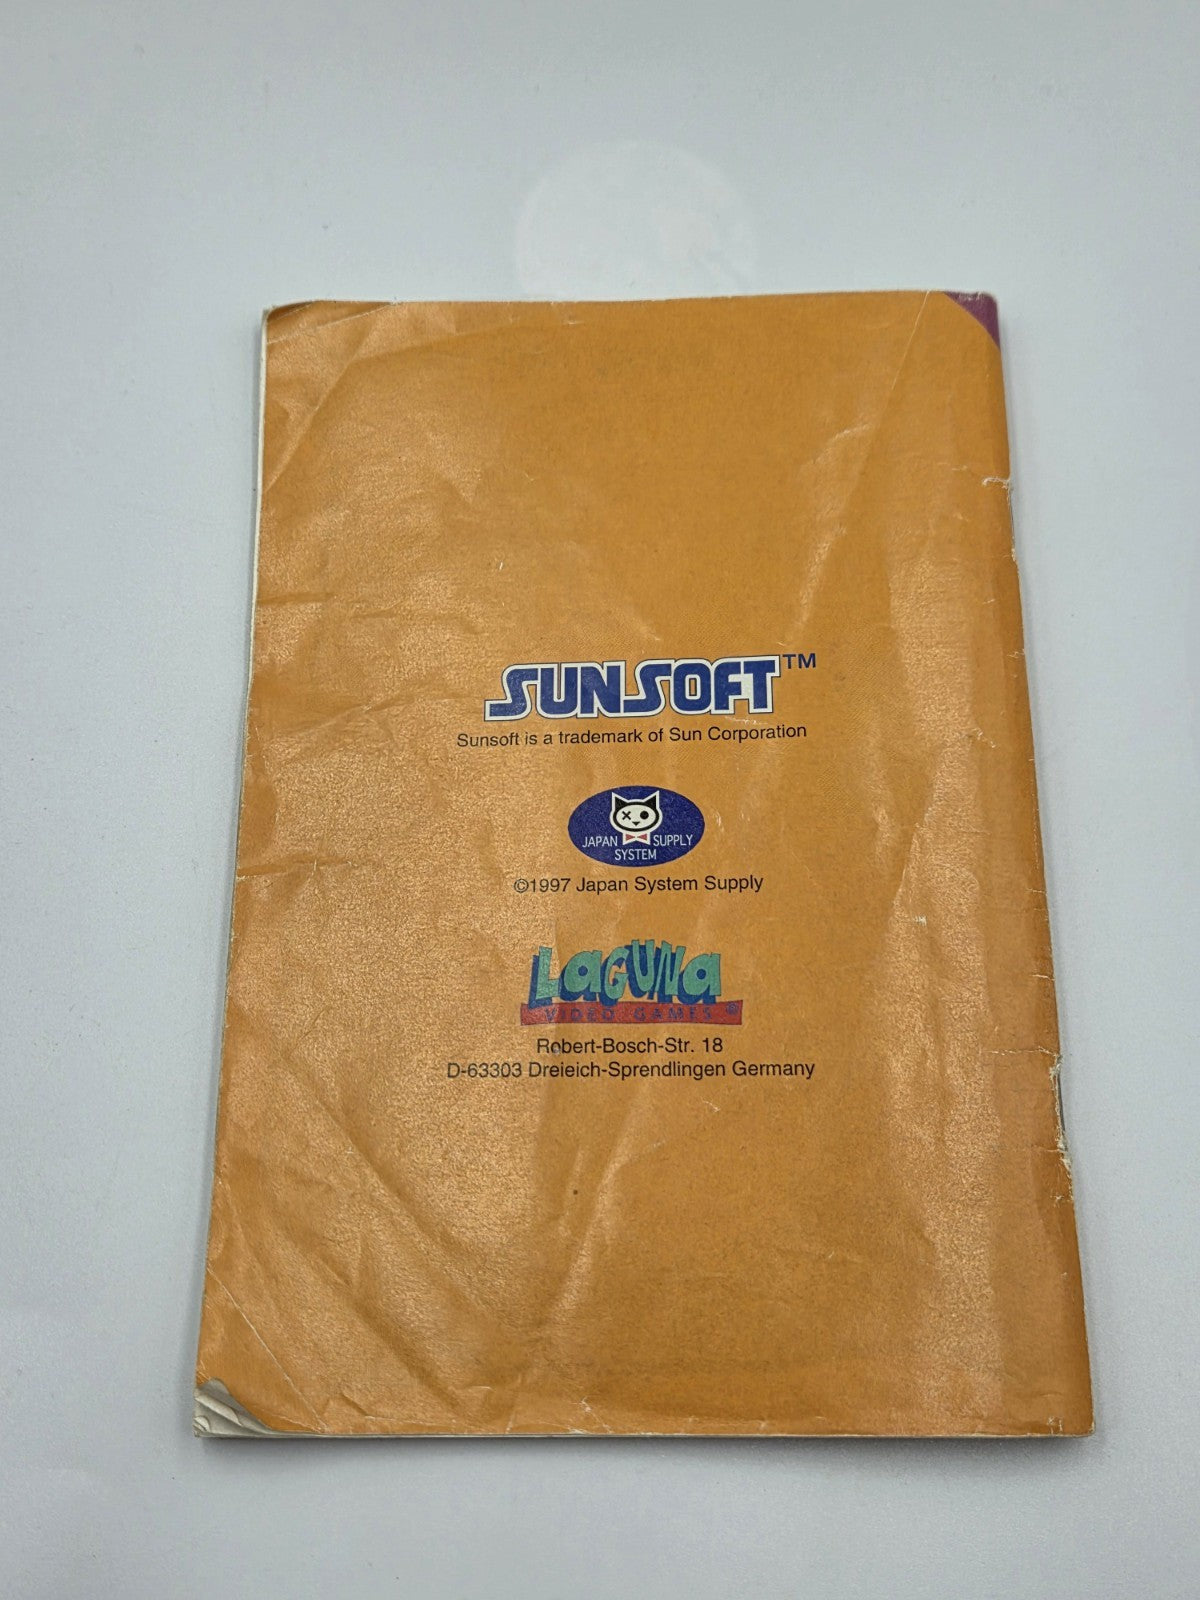 SUNSOFT™
Sunsoft is a trademark of Sun Corporation
JAPAN SUPPLY
SYSTEM
©1997 Japan System Supply
LAGUNa
VIDEO GAMES ®
Robert-Bosch-Str. 18
D-63303 Dreieich-Sprendlingen Germany